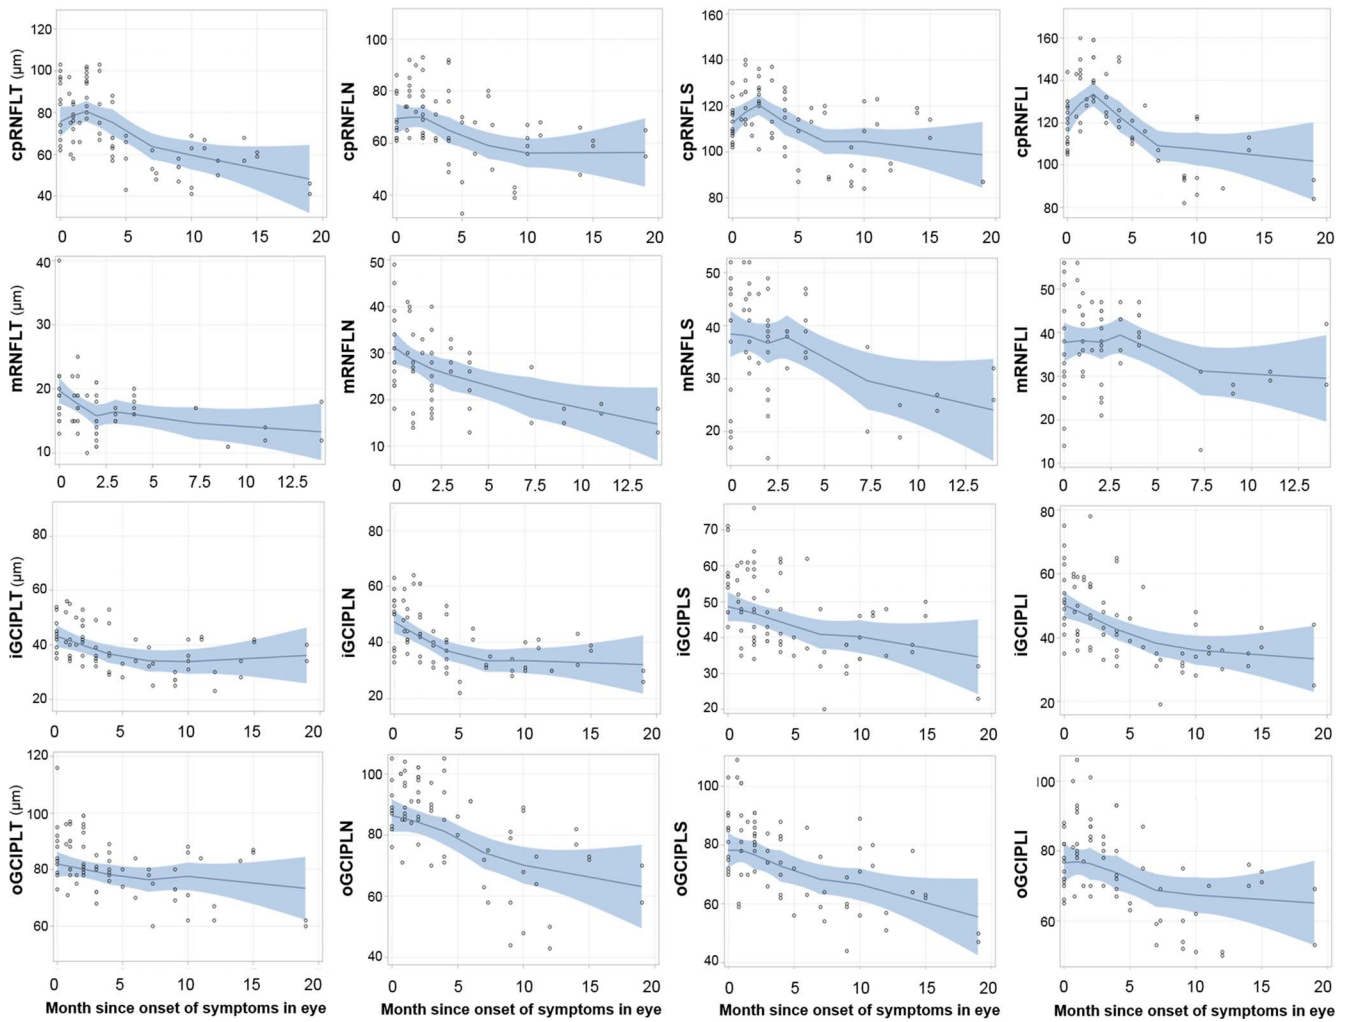 cpRNFLT (µm)
120
100
80
60
40
0 5 10 15 20
cpRNFLN
100
80
60
40
0 5 10 15 20
cpRNFLS
160
140
120
100
80
0 5 10 15 20
cpRNFLI
160
140
120
100
80
0 5 10 15 20
mRNFLT (µm)
40
30
20
10
0 2.5 5 7.5 10 12.5
mRNFLN
50
40
30
20
10
0 2.5 5 7.5 10 12.5
mRNFLS
50
40
30
20
0 2.5 5 7.5 10 12.5
mRNFLI
50
40
30
20
10
0 2.5 5 7.5 10 12.5
iGCIPLT (µm)
80
60
40
20
0 5 10 15 20
iGCIPLN
80
60
40
20
0 5 10 15 20
iGCIPLS
70
60
50
40
30
20
0 5 10 15 20
iGCIPLI
80
60
40
20
0 5 10 15 20
oGCIPLT (µm)
120
100
80
60
0 5 10 15 20
Month since onset of symptoms in eye
oGCIPLN
100
80
60
40
0 5 10 15 20
Month since onset of symptoms in eye
oGCIPLS
100
80
60
40
0 5 10 15 20
Month since onset of symptoms in eye
oGCIPLI
100
80
60
0 5 10 15 20
Month since onset of symptoms in eye